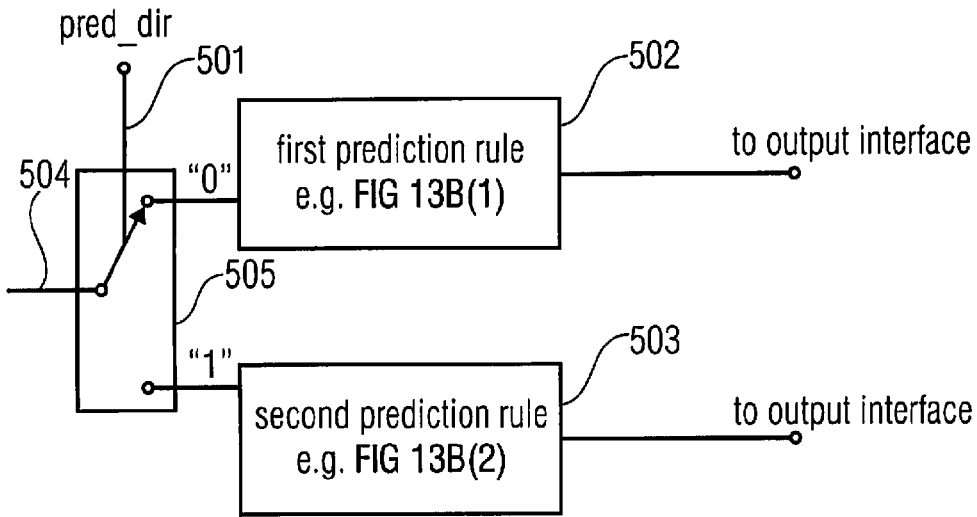 pred_dir
501
502
first prediction rule
e.g. FIG 13B(1)
to output interface
504
“0”
505
“1”
503
second prediction rule
e.g. FIG 13B(2)
to output interface